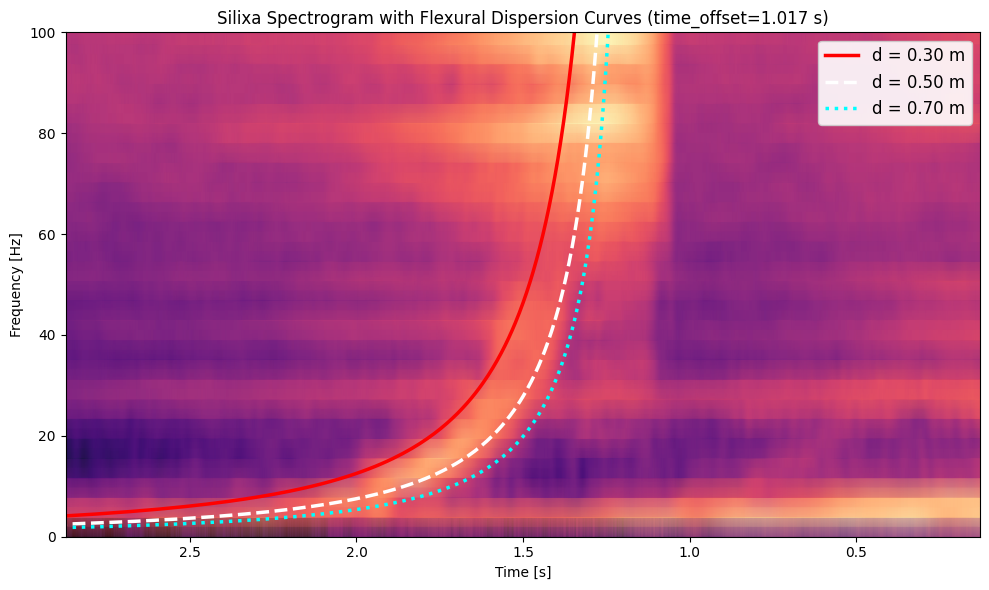 Silixa Spectrogram with Flexural Dispersion Curves (time_offset=1.017 s)
d = 0.30 m
d = 0.50 m
d = 0.70 m
Frequency [Hz]
100
80
60
40
20
0
2.5 2.0 1.5 1.0 0.5
Time [s]